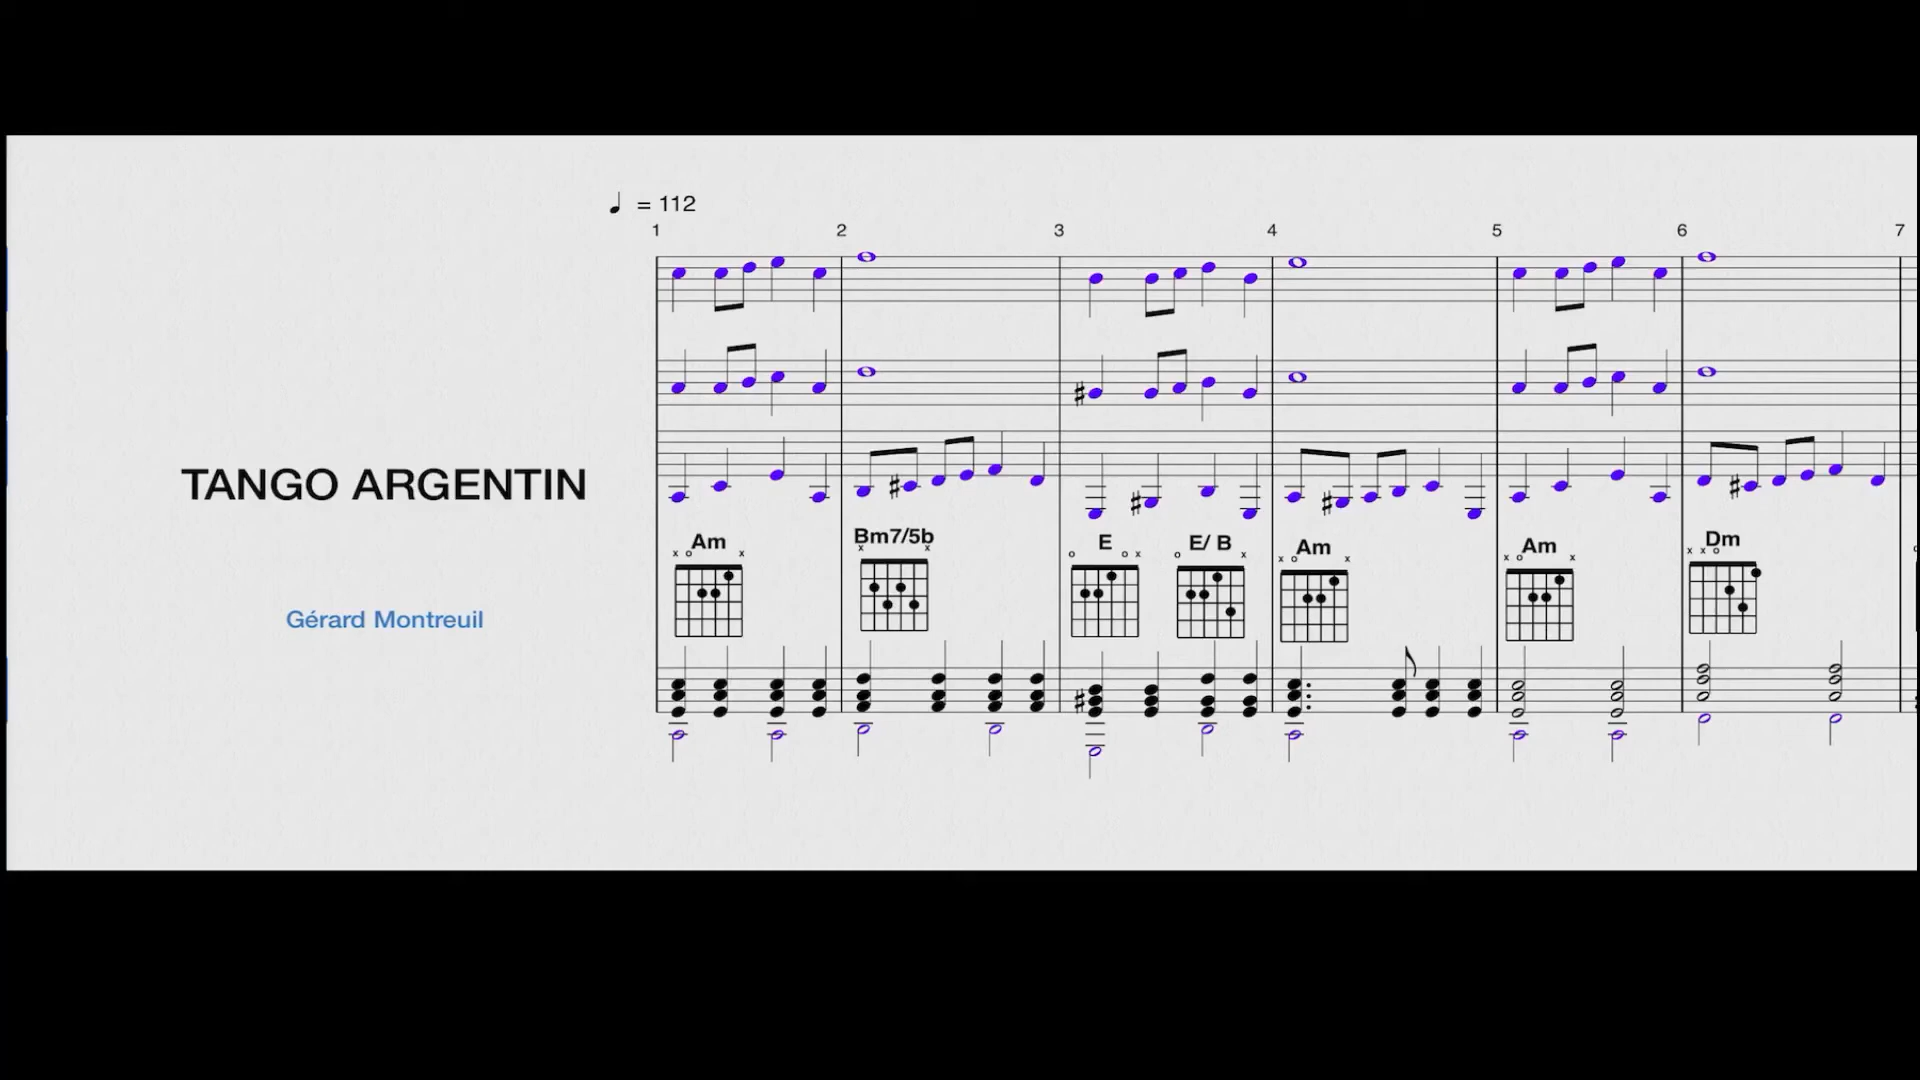 ♩ = 112
1 2 3 4 5 6 7
TANGO ARGENTIN
Am Bm7/5b E E/ B Am Am Dm
Gérard Montreuil